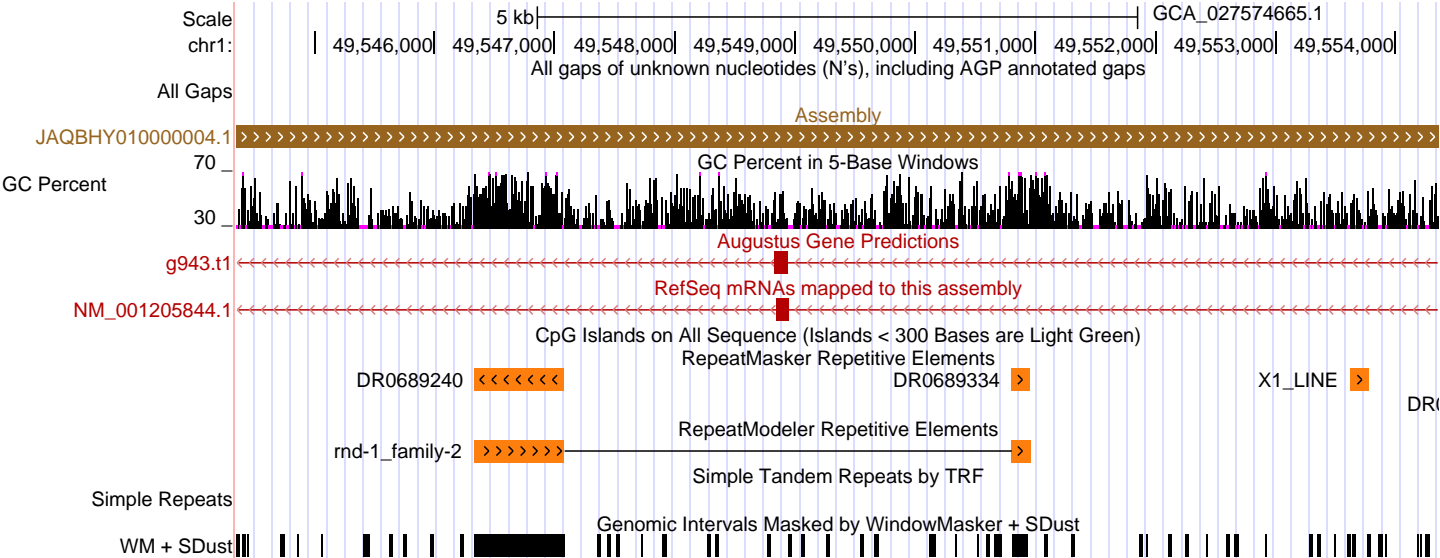 Scale 5 kb GCA_027574665.1
chr1: 49,546,000 49,547,000 49,548,000 49,549,000 49,550,000 49,551,000 49,552,000 49,553,000 49,554,000
All gaps of unknown nucleotides (N's), including AGP annotated gaps
All Gaps
Assembly
JAQBHY010000004.1
70
GC Percent in 5-Base Windows
GC Percent
30
Augustus Gene Predictions
g943.t1
RefSeq mRNAs mapped to this assembly
NM_001205844.1
CpG Islands on All Sequence (Islands < 300 Bases are Light Green)
RepeatMasker Repetitive Elements
DR0689240 DR0689334 X1_LINE
RepeatModeler Repetitive Elements
rnd-1_family-2
Simple Tandem Repeats by TRF
Simple Repeats
Genomic Intervals Masked by WindowMasker + SDust
WM + SDust